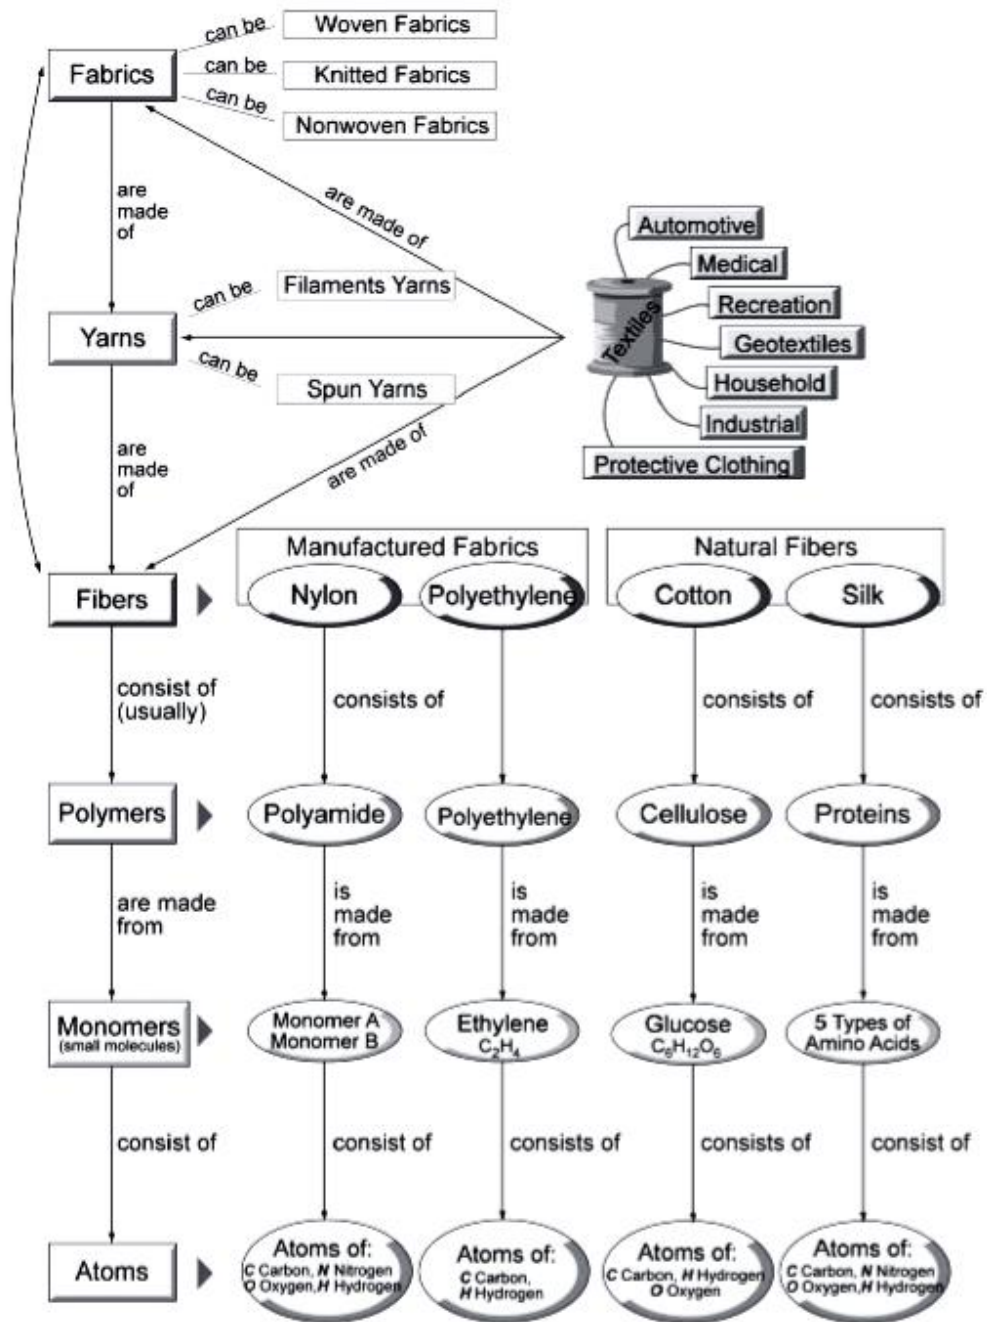 can be
Woven Fabrics
Fabrics
can be
Knitted Fabrics
can be
Nonwoven Fabrics
are
made
of
are made of
Automotive
Medical
Recreation
Geotextiles
Household
Industrial
Protective Clothing
Textiles
can be
Filaments Yarns
Yarns
can be
Spun Yarns
are
made
of
are made of
Manufactured Fabrics
Natural Fibers
Fibers
Nylon
Polyethylene
Cotton
Silk
consist of
(usually)
consists of
consists of
consists of
Polymers
Polyamide
Polyethylene
Cellulose
Proteins
are made
from
is
made
from
is
made
from
is
made
from
is
made
from
Monomers
(small molecules)
Monomer A
Monomer B
Ethylene
C₂H₄
Glucose
C₆H₁₂O₆
5 Types of
Amino Acids
consist of
consist of
consists of
consists of
consist of
Atoms
Atoms of:
C Carbon, N Nitrogen
O Oxygen, H Hydrogen
Atoms of:
C Carbon,
H Hydrogen
Atoms of:
C Carbon, H Hydrogen
O Oxygen
Atoms of:
C Carbon, N Nitrogen
O Oxygen, H Hydrogen